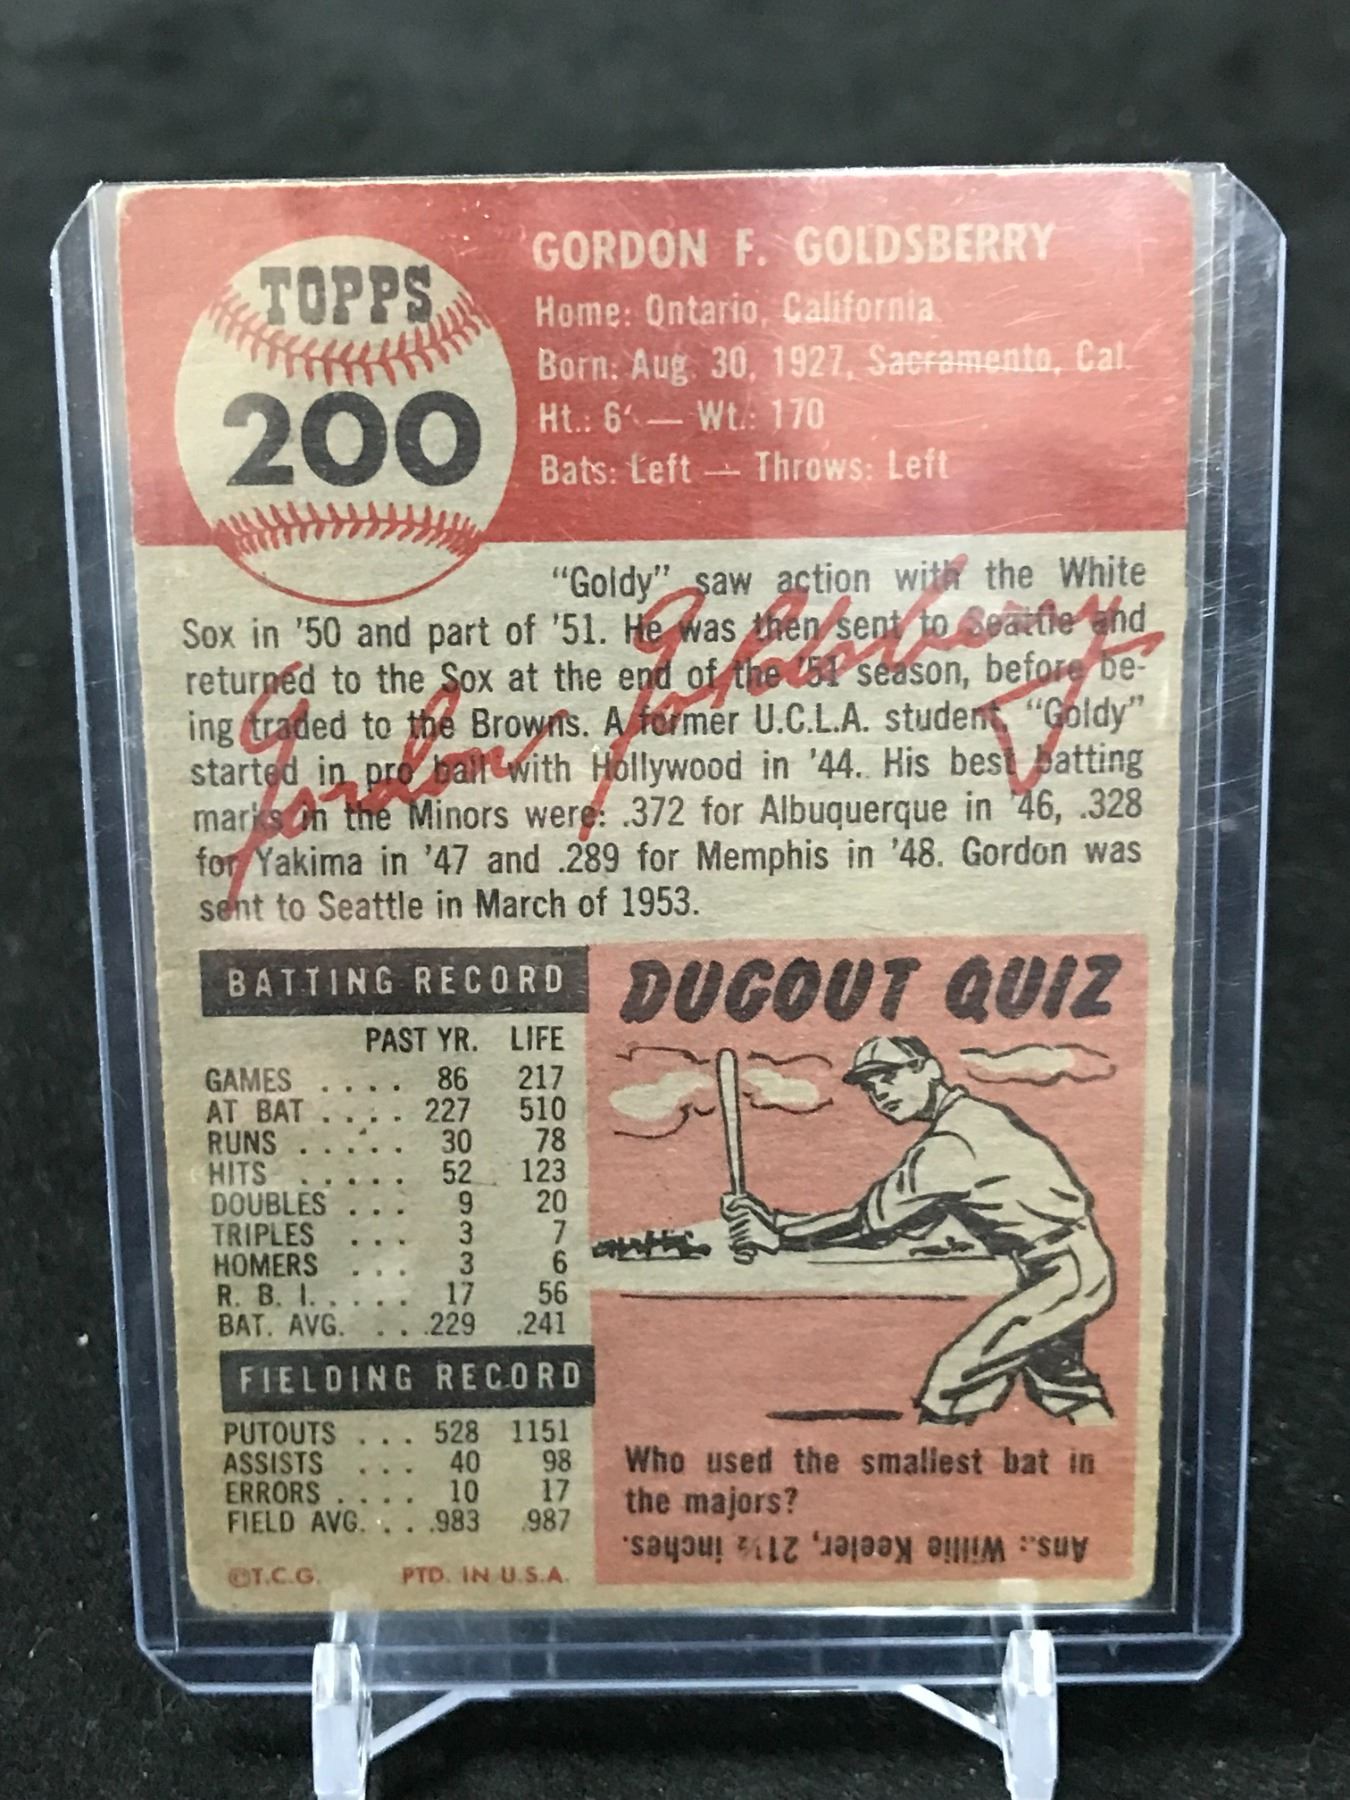 TOPPS
200
GORDON F. GOLDSBERRY
Home: Ontario, California
Born: Aug. 30, 1927, Sacramento, Cal.
Ht.: 6' — Wt.: 170
Bats: Left — Throws: Left
"Goldy" saw action with the White
Sox in '50 and part of '51. He was then sent to Seattle and
returned to the Sox at the end of the '51 season, before be-
ing traded to the Browns. A former U.C.L.A. student, "Goldy"
started in pro ball with Hollywood in '44. His best batting
marks in the Minors were: .372 for Albuquerque in '46, .328
for Yakima in '47 and .289 for Memphis in '48. Gordon was
sent to Seattle in March of 1953.
Gordon Goldsberry
BATTING RECORD
PAST YR. LIFE
GAMES . . . . 86 217
AT BAT . . . . 227 510
RUNS . . . . . 30 78
HITS . . . . . 52 123
DOUBLES . . . 9 20
TRIPLES . . . 3 7
HOMERS . . . 3 6
R. B. I. . . . . 17 56
BAT. AVG. . . .229 .241
FIELDING RECORD
PUTOUTS . . . 528 1151
ASSISTS . . . 40 98
ERRORS . . . . 10 17
FIELD AVG. . . .983 .987
©T.C.G. PTD. IN U.S.A.
DUGOUT QUIZ
Who used the smallest bat in
the majors?
Ans.: Willie Keeler, 21½ inches.